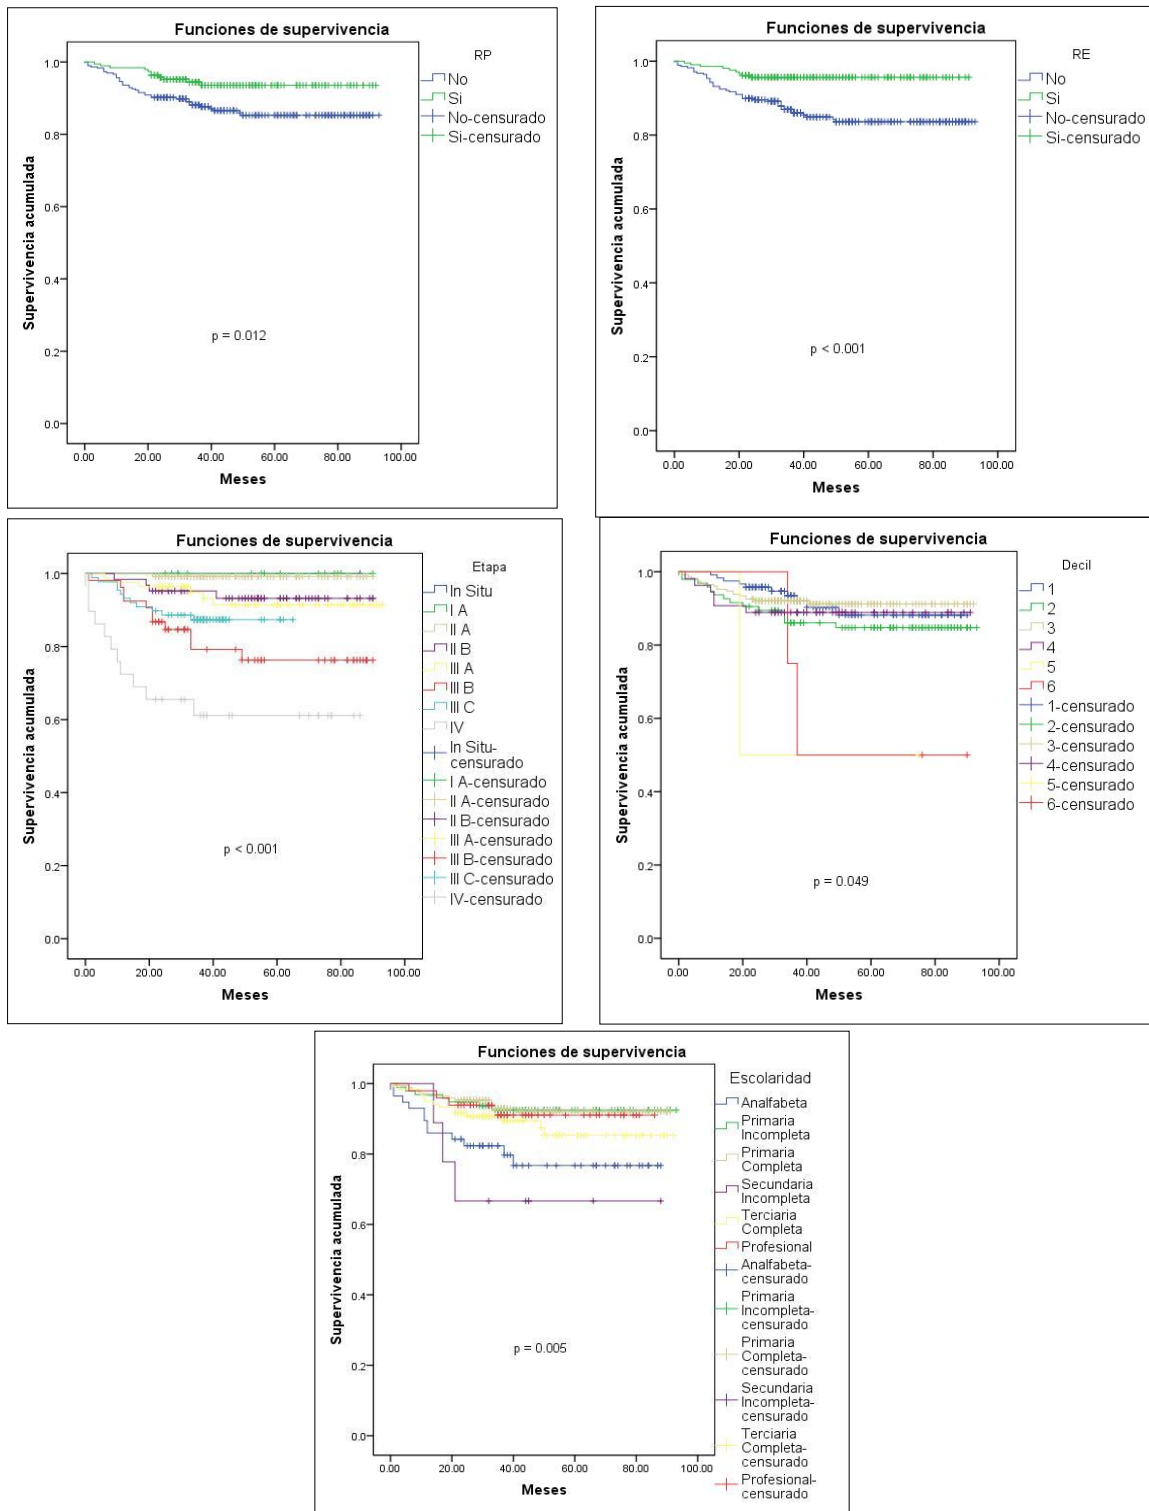 Funciones de supervivencia
RP
No
Si
No-censurado
Si-censurado
1.0
0.8
0.6
0.4
0.2
0.0
Supervivencia acumulada
p = 0.012
0.00 20.00 40.00 60.00 80.00 100.00
Meses
Funciones de supervivencia
RE
No
Si
No-censurado
Si-censurado
1.0
0.8
0.6
0.4
0.2
0.0
Supervivencia acumulada
p < 0.001
0.00 20.00 40.00 60.00 80.00 100.00
Meses
Funciones de supervivencia
Etapa
In Situ
I A
II A
II B
III A
III B
III C
IV
In Situ-
censurado
I A-censurado
II A-censurado
II B-censurado
III A-censurado
III B-censurado
III C-censurado
IV-censurado
1.0
0.8
0.6
0.4
0.2
0.0
Supervivencia acumulada
p < 0.001
0.00 20.00 40.00 60.00 80.00 100.00
Meses
Funciones de supervivencia
Decil
1
2
3
4
5
6
1-censurado
2-censurado
3-censurado
4-censurado
5-censurado
6-censurado
1.0
0.8
0.6
0.4
0.2
0.0
Supervivencia acumulada
p = 0.049
0.00 20.00 40.00 60.00 80.00 100.00
Meses
Funciones de supervivencia
Escolaridad
Analfabeta
Primaria
Incompleta
Primaria
Completa
Secundaria
Incompleta
Terciaria
Completa
Profesional
Analfabeta-
censurado
Primaria
Incompleta-
censurado
Primaria
Completa-
censurado
Secundaria
Incompleta-
censurado
Terciaria
Completa-
censurado
Profesional-
censurado
1.0
0.8
0.6
0.4
0.2
0.0
Supervivencia acumulada
p = 0.005
0.00 20.00 40.00 60.00 80.00 100.00
Meses